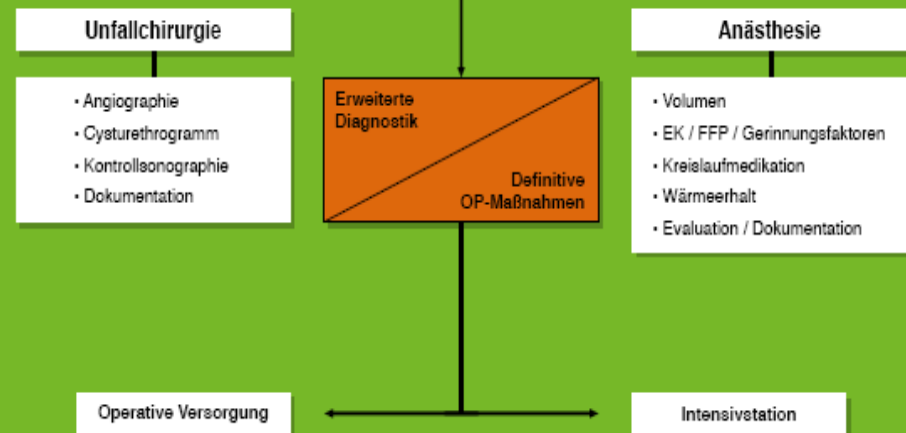 Unfallchirurgie
• Angiographie
• Cysturethrogramm
• Kontrollsonographie
• Dokumentation
Erweiterte
Diagnostik
Definitive
OP-Maßnahmen
Anästhesie
• Volumen
• EK / FFP / Gerinnungsfaktoren
• Kreislaufmedikation
• Wärmeerhalt
• Evaluation / Dokumentation
Operative Versorgung
Intensivstation